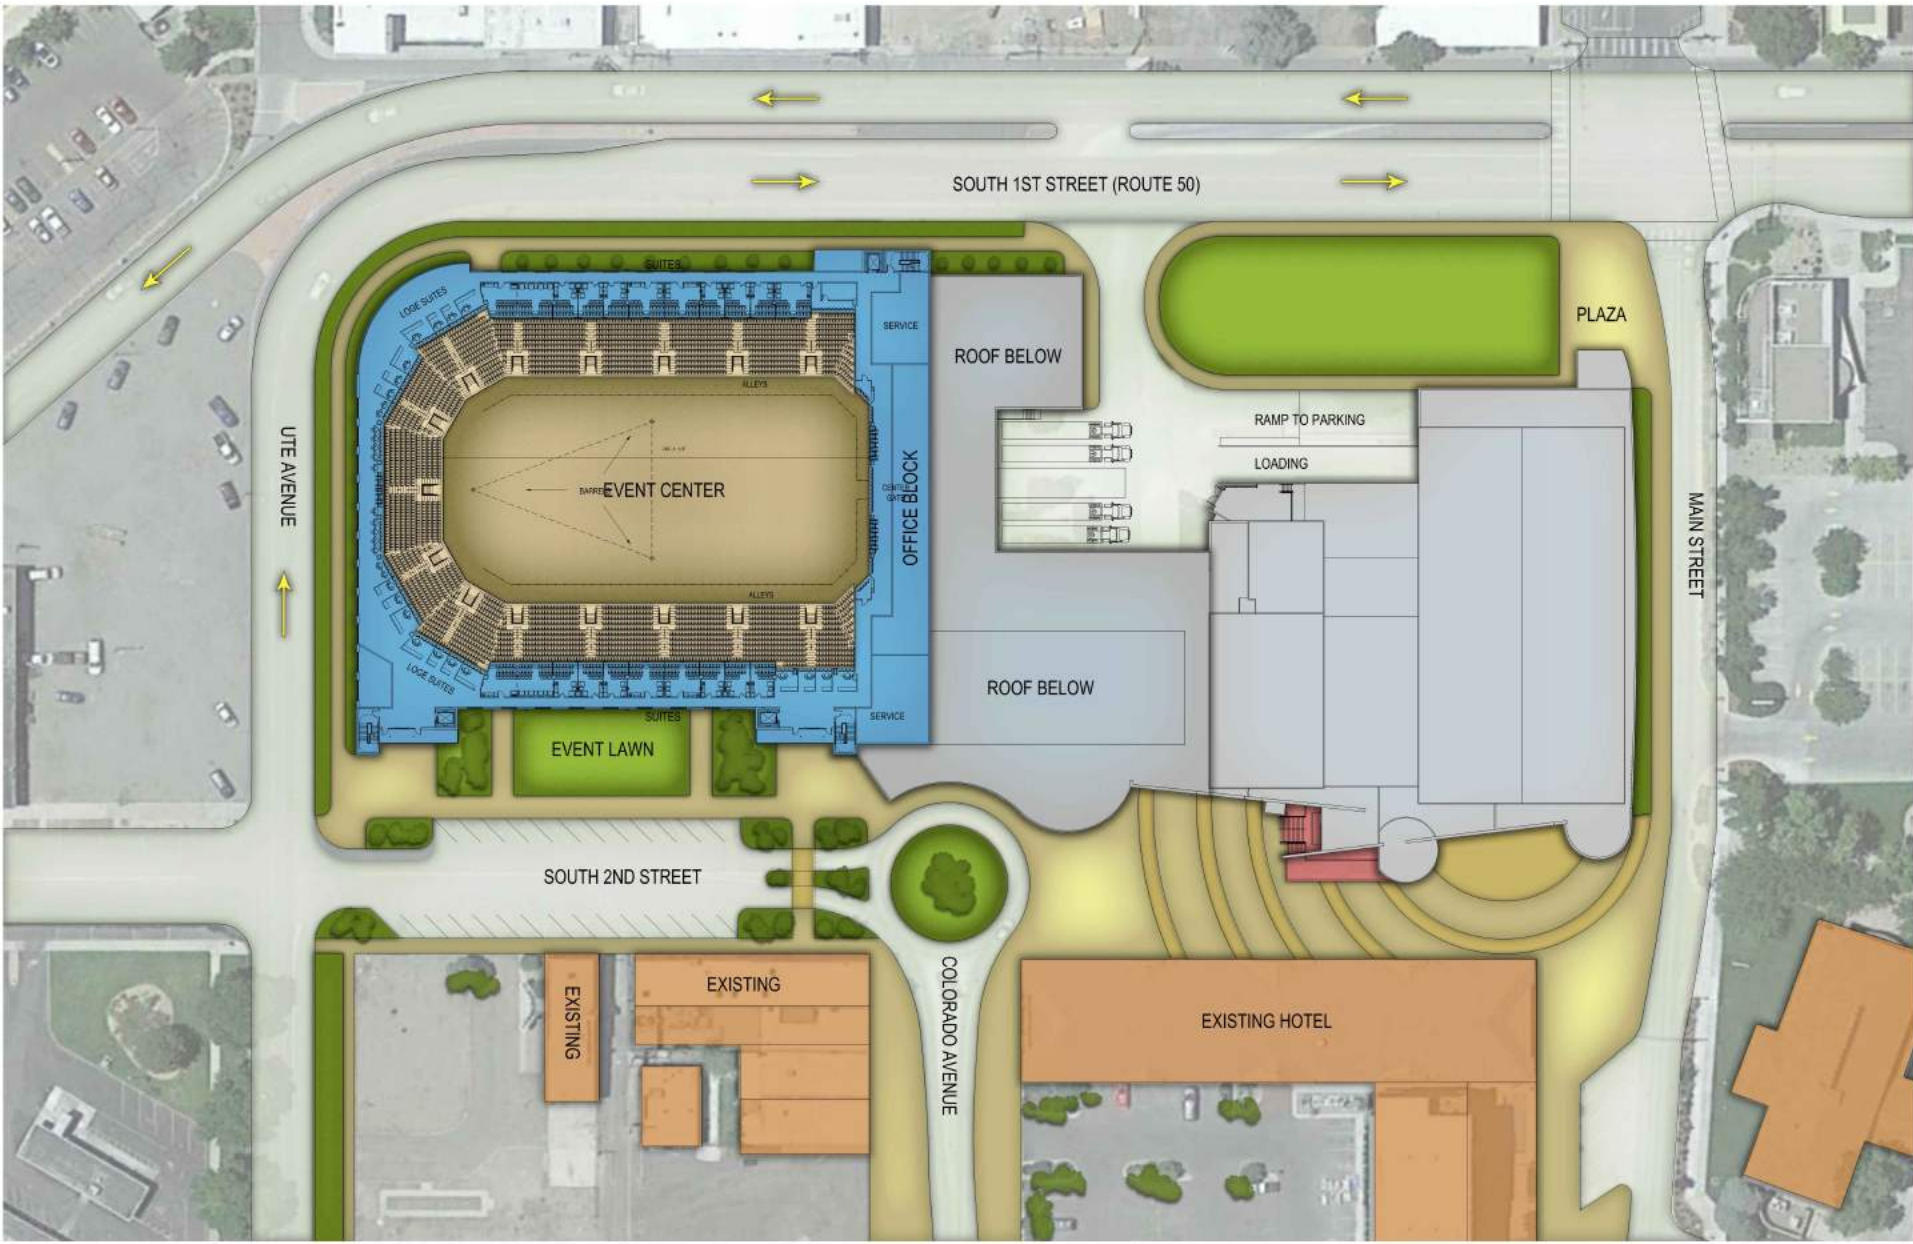 SOUTH 1ST STREET (ROUTE 50)
SUITES
LOGE SUITES
SERVICE
PLAZA
ROOF BELOW
ALLEYS
RAMP TO PARKING
LOADING
UTE AVENUE
EVENT CENTER
CENTER
GATE
OFFICE BLOCK
MAIN STREET
ALLEYS
LOGE SUITES
ROOF BELOW
SUITES
SERVICE
EVENT LAWN
SOUTH 2ND STREET
EXISTING
EXISTING
COLORADO AVENUE
EXISTING HOTEL